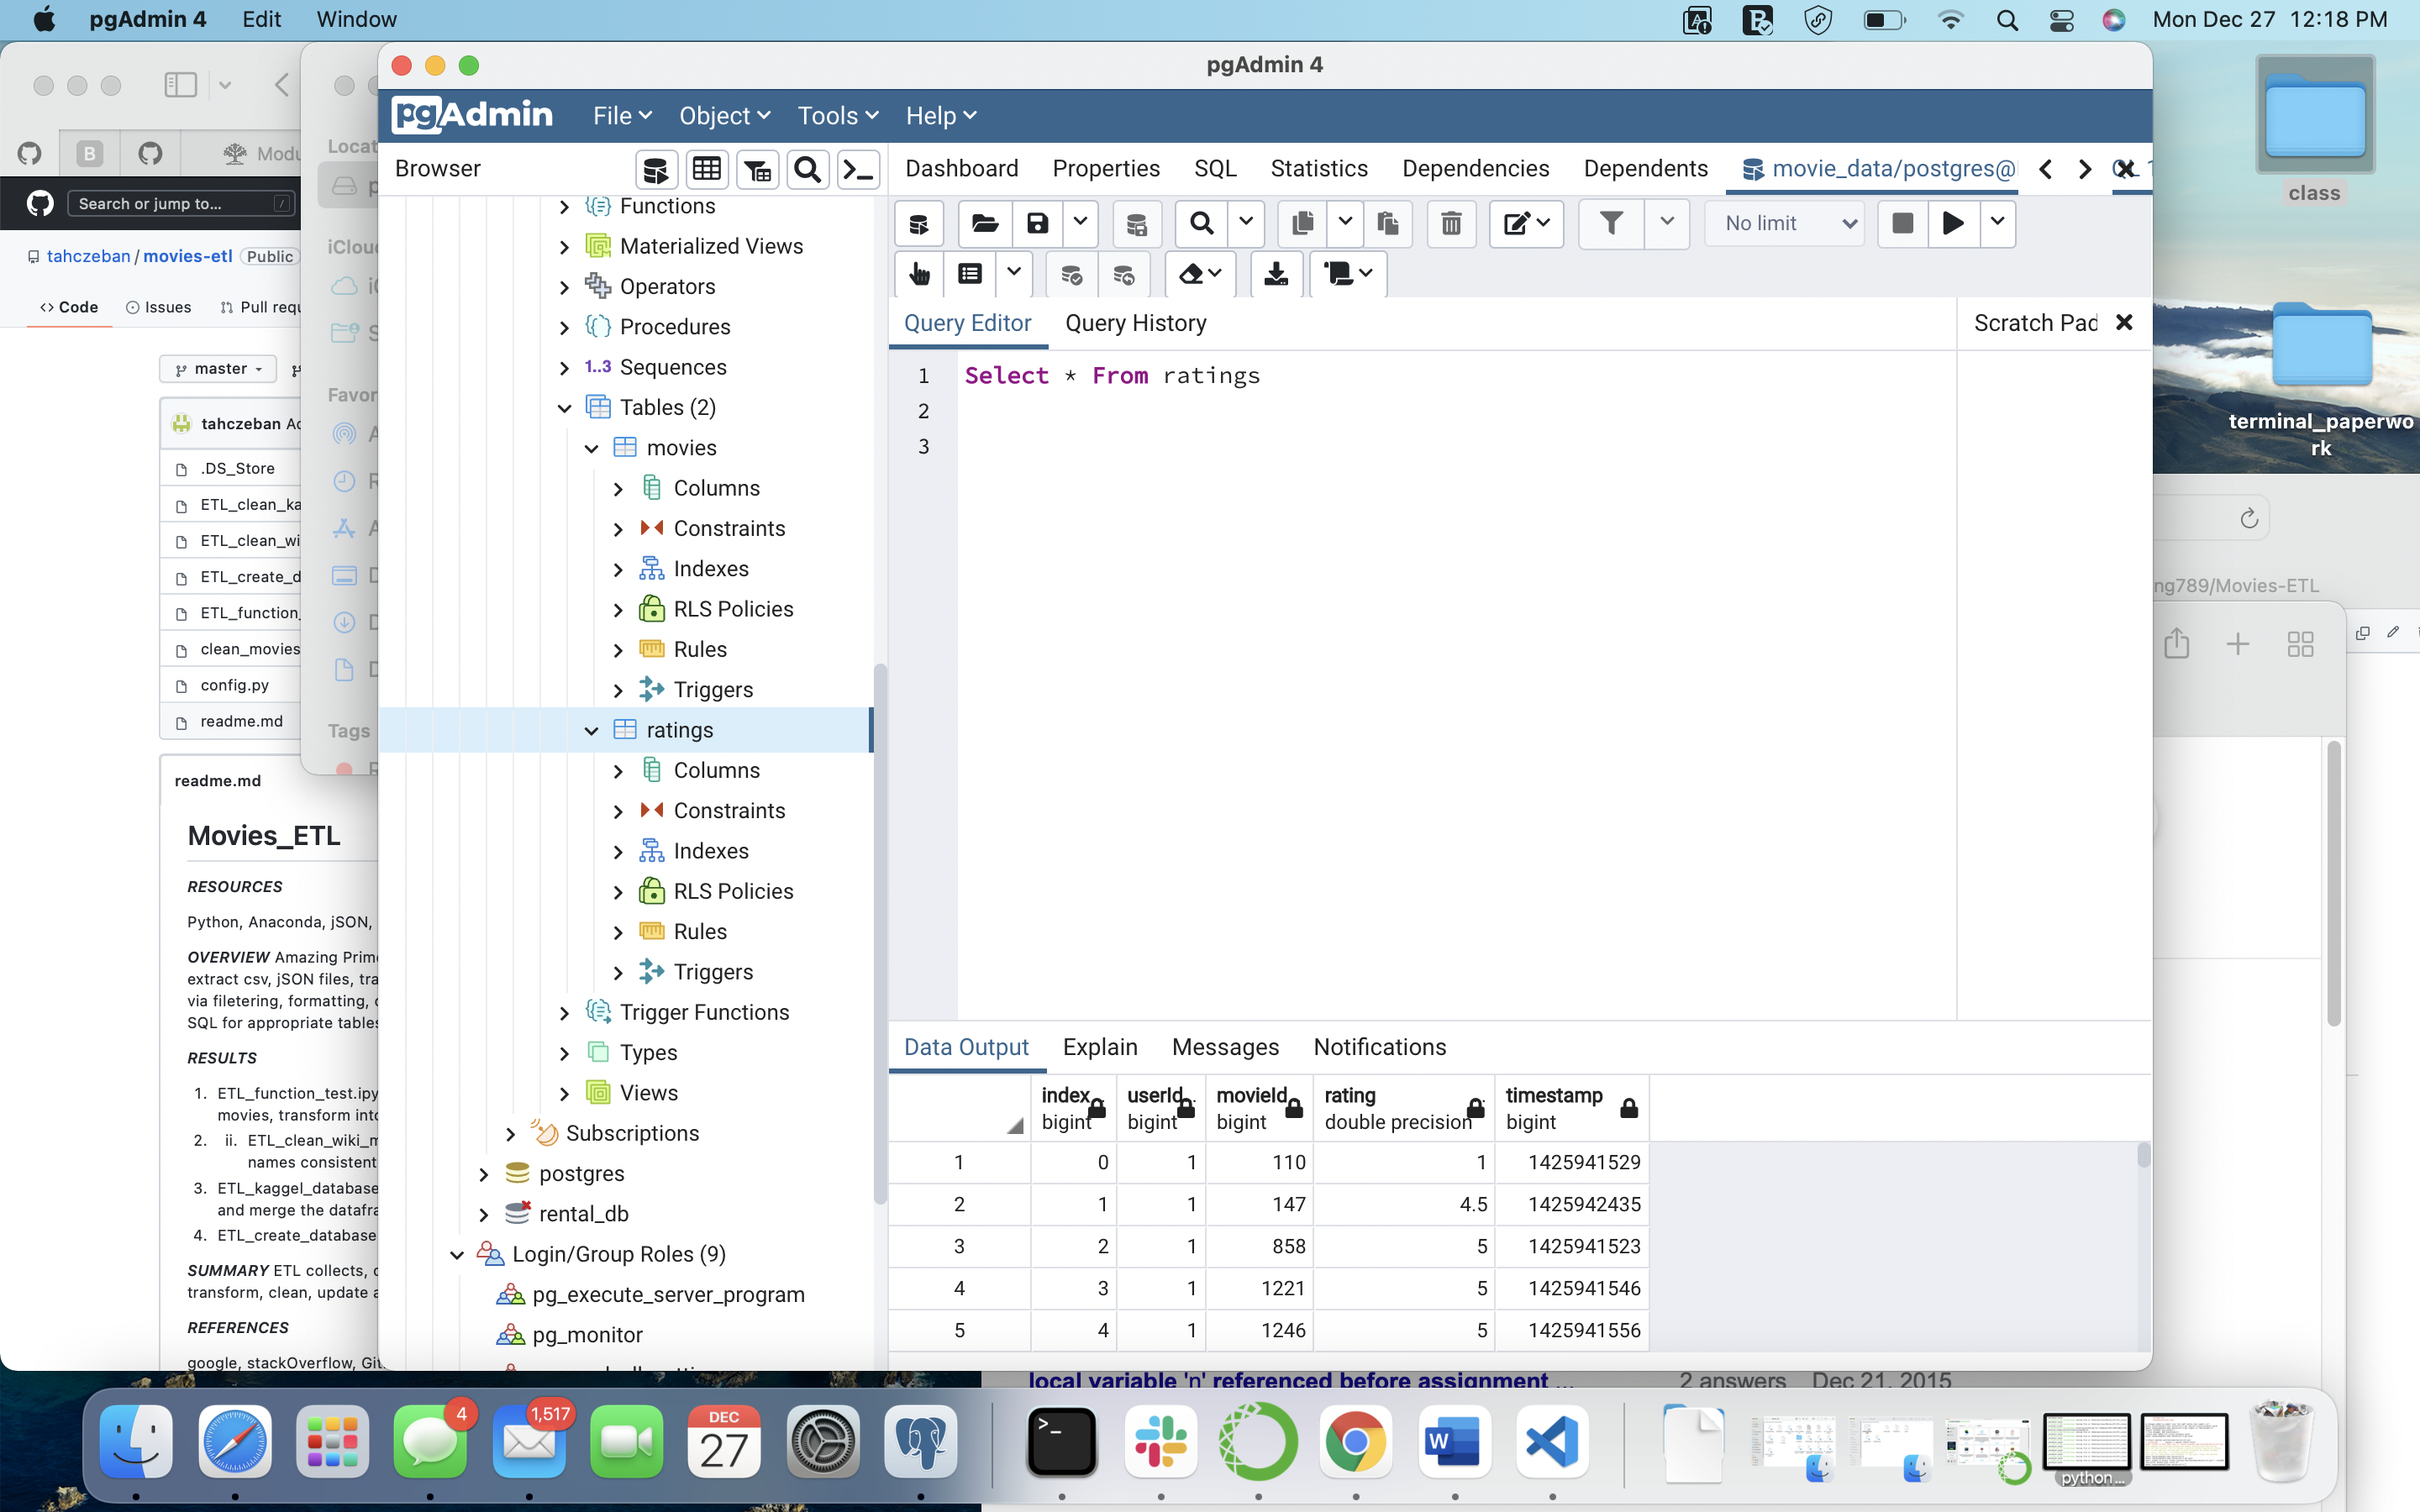 pgAdmin 4 Edit Window
Mon Dec 27 12:18 PM
pgAdmin 4
pgAdmin File Object Tools Help
Browser
Dashboard Properties SQL Statistics Dependencies Dependents movie_data/postgres@
No limit
Query Editor Query History
Scratch Pad
1 Select * From ratings
2
3
Functions
Materialized Views
Operators
Procedures
1..3 Sequences
Tables (2)
movies
Columns
Constraints
Indexes
RLS Policies
Rules
Triggers
ratings
Columns
Constraints
Indexes
RLS Policies
Rules
Triggers
Trigger Functions
Types
Views
Subscriptions
postgres
rental_db
Login/Group Roles (9)
pg_execute_server_program
pg_monitor
Data Output Explain Messages Notifications
index userId movieId rating timestamp
bigint bigint bigint double precision bigint
1 0 1 110 1 1425941529
2 1 1 147 4.5 1425942435
3 2 1 858 5 1425941523
4 3 1 1221 5 1425941546
5 4 1 1246 5 1425941556
B
Modu
Search or jump to... /
tahczeban / movies-etl Public
<> Code Issues Pull requ
master
tahczeban Ad
.DS_Store
ETL_clean_ka
ETL_clean_wi
ETL_create_d
ETL_function_
clean_movies
config.py
readme.md
readme.md
Movies_ETL
RESOURCES
Python, Anaconda, jSON,
OVERVIEW Amazing Prime
extract csv, jSON files, tra
via filetering, formatting, c
SQL for appropriate tables
RESULTS
1. ETL_function_test.ipy
movies, transform into
2. ii. ETL_clean_wiki_m
names consistent
3. ETL_kaggel_database
and merge the datafra
4. ETL_create_database
SUMMARY ETL collects, c
transform, clean, update a
REFERENCES
google, stackOverflow, Git
Locat
iCloud
Favor
Tags
class
terminal_paperwo
rk
ng789/Movies-ETL
local variable 'n' referenced before assignment ...
2 answers Dec 21, 2015
4
1,517
DEC
27
W
python...